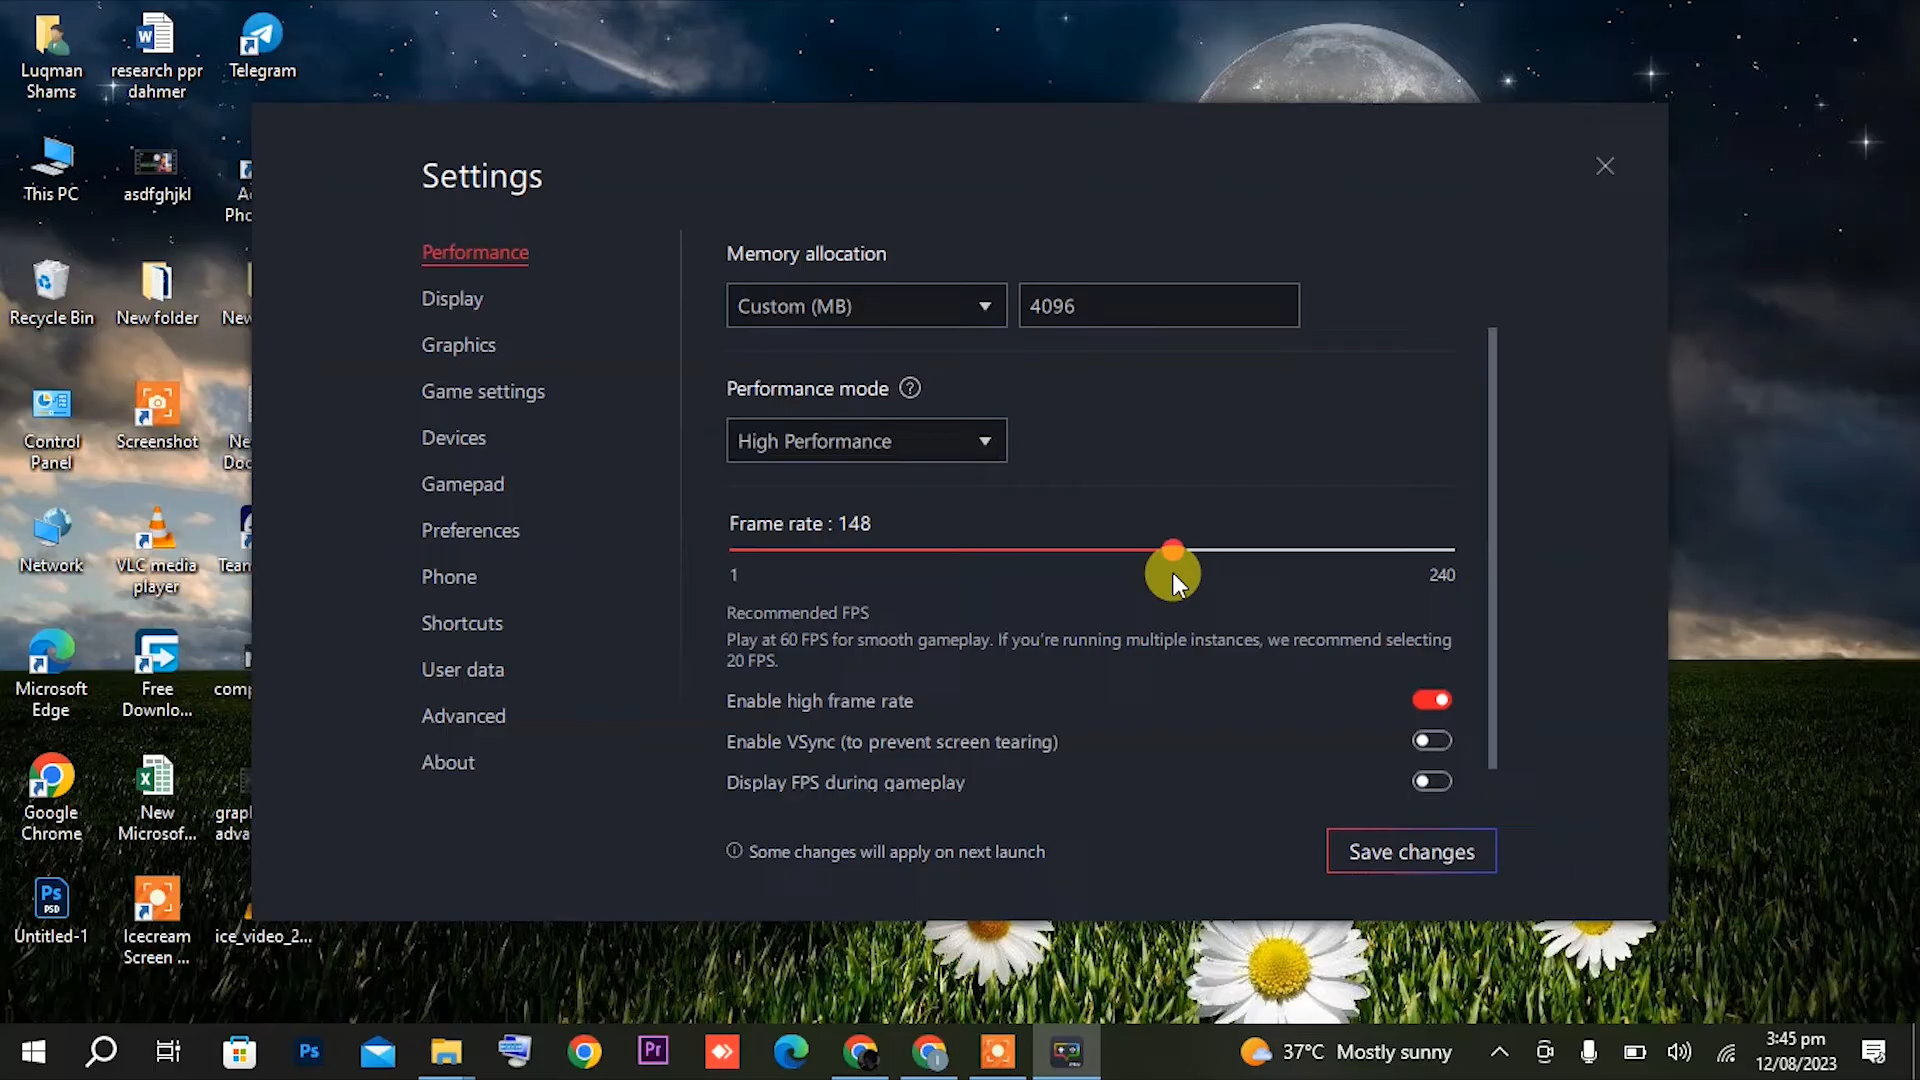 Luqman
Shams
research ppr
dahmer
Telegram
This PC
asdfghjkl
Recycle Bin
New folder
Control
Panel
Screenshot
Network
VLC media
player
Microsoft
Edge
Free
Downlo...
Google
Chrome
New
Microsof...
Ps
PSD
Untitled-1
Icecream
Screen ...
ice_video_2...
Settings
Performance
Display
Graphics
Game settings
Devices
Gamepad
Preferences
Phone
Shortcuts
User data
Advanced
About
Memory allocation
Custom (MB)
4096
Performance mode
High Performance
Frame rate : 148
1
240
Recommended FPS
Play at 60 FPS for smooth gameplay. If you're running multiple instances, we recommend selecting
20 FPS.
Enable high frame rate
Enable VSync (to prevent screen tearing)
Display FPS during gameplay
Some changes will apply on next launch
Save changes
Ps
Pr
37°C Mostly sunny
3:45 pm
12/08/2023